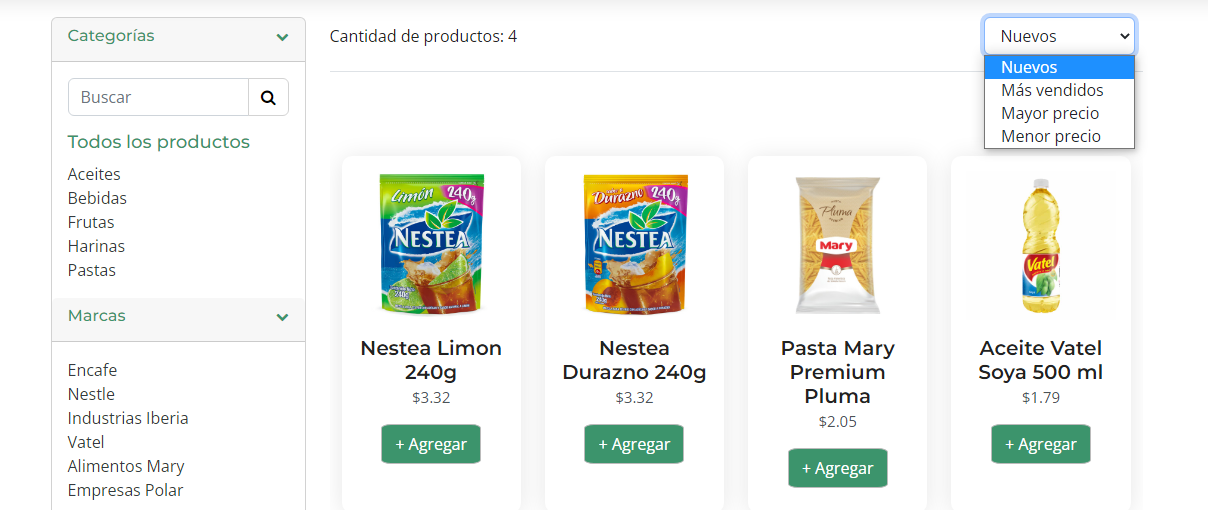 Categorías
Buscar
Todos los productos
Aceites
Bebidas
Frutas
Harinas
Pastas
Marcas
Encafe
Nestle
Industrias Iberia
Vatel
Alimentos Mary
Empresas Polar
Cantidad de productos: 4
Nuevos
Nuevos
Más vendidos
Mayor precio
Menor precio
Limón
240g
NESTEA
240g
Nestea Limon
240g
$3.32
+ Agregar
Durazno
240g
NESTEA
240g
Nestea
Durazno 240g
$3.32
+ Agregar
Pluma
Mary
Pasta Mary
Premium
Pluma
$2.05
+ Agregar
Vatel
Aceite Vatel
Soya 500 ml
$1.79
+ Agregar